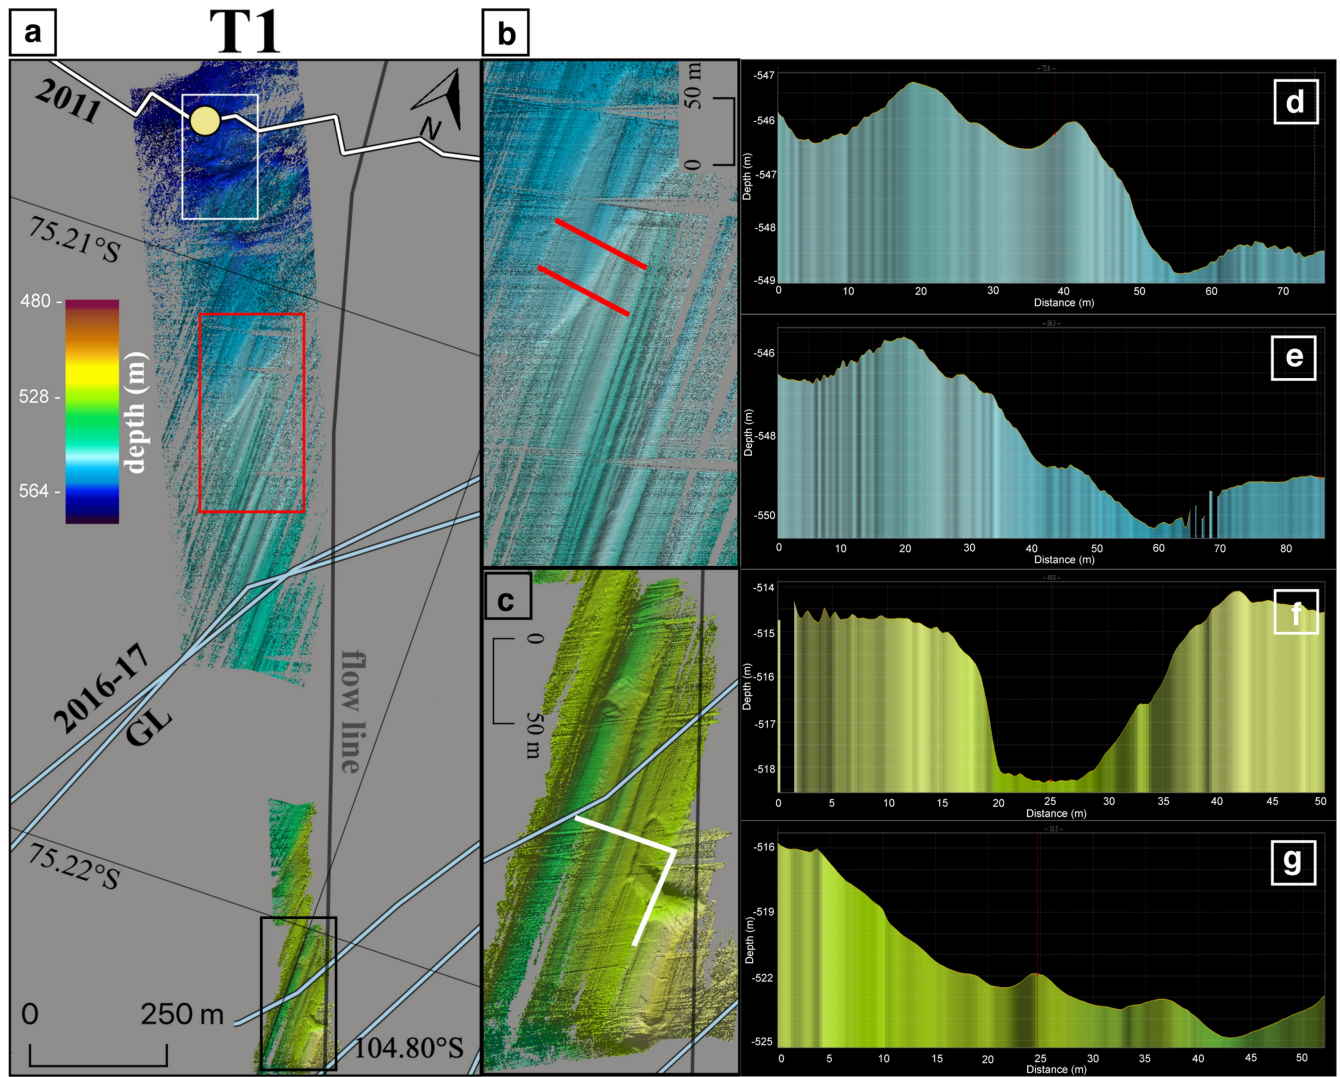 a
T1
2011
N
75.21°S
480 -
528 -
564 -
depth (m)
2016-17
GL
flow line
75.22°S
0 250 m
104.80°S
b
50 m
0
c
0
50 m
d
-547
-546
-547
-548
-549
Depth (m)
0 10 20 30 40 50 60 70
Distance (m)
e
-546
-548
-550
Depth (m)
0 10 20 30 40 50 60 70 80
Distance (m)
f
-514
-515
-516
-517
-518
Depth (m)
0 5 10 15 20 25 30 35 40 45 50
Distance (m)
g
-516
-519
-522
-525
Depth (m)
0 5 10 15 20 25 30 35 40 45 50
Distance (m)